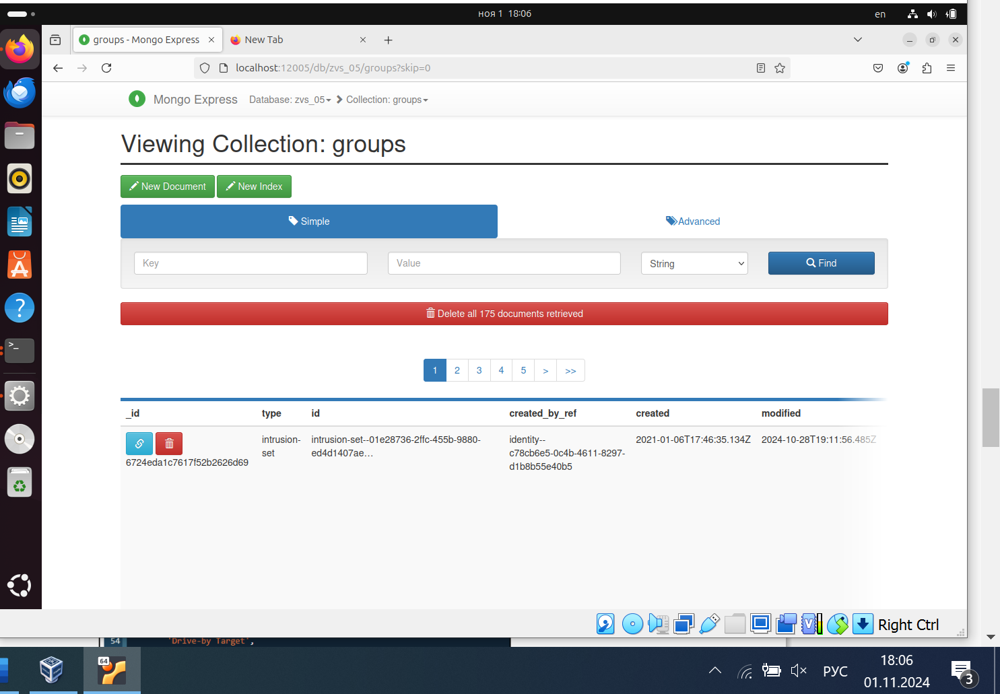 ноя 1 18:06
en
groups - Mongo Express
New Tab
localhost:12005/db/zvs_05/groups?skip=0
Mongo Express
Database: zvs_05
Collection: groups
Viewing Collection: groups
New Document
New Index
Simple
Advanced
Key
Value
String
Find
Delete all 175 documents retrieved
1 2 3 4 5 > >>
_id type id created_by_ref created modified
intrusion- intrusion-set--01e28736-2ffc-455b-9880- identity-- 2021-01-06T17:46:35.134Z 2024-10-28T19:11:56.485Z
set ed4d1407ae… c78cb6e5-0c4b-4611-8297-
6724eda1c7617f52b2626d69 d1b8b55e40b5
Right Ctrl
54 'Drive-by Target',
64
РУС
18:06
01.11.2024
3